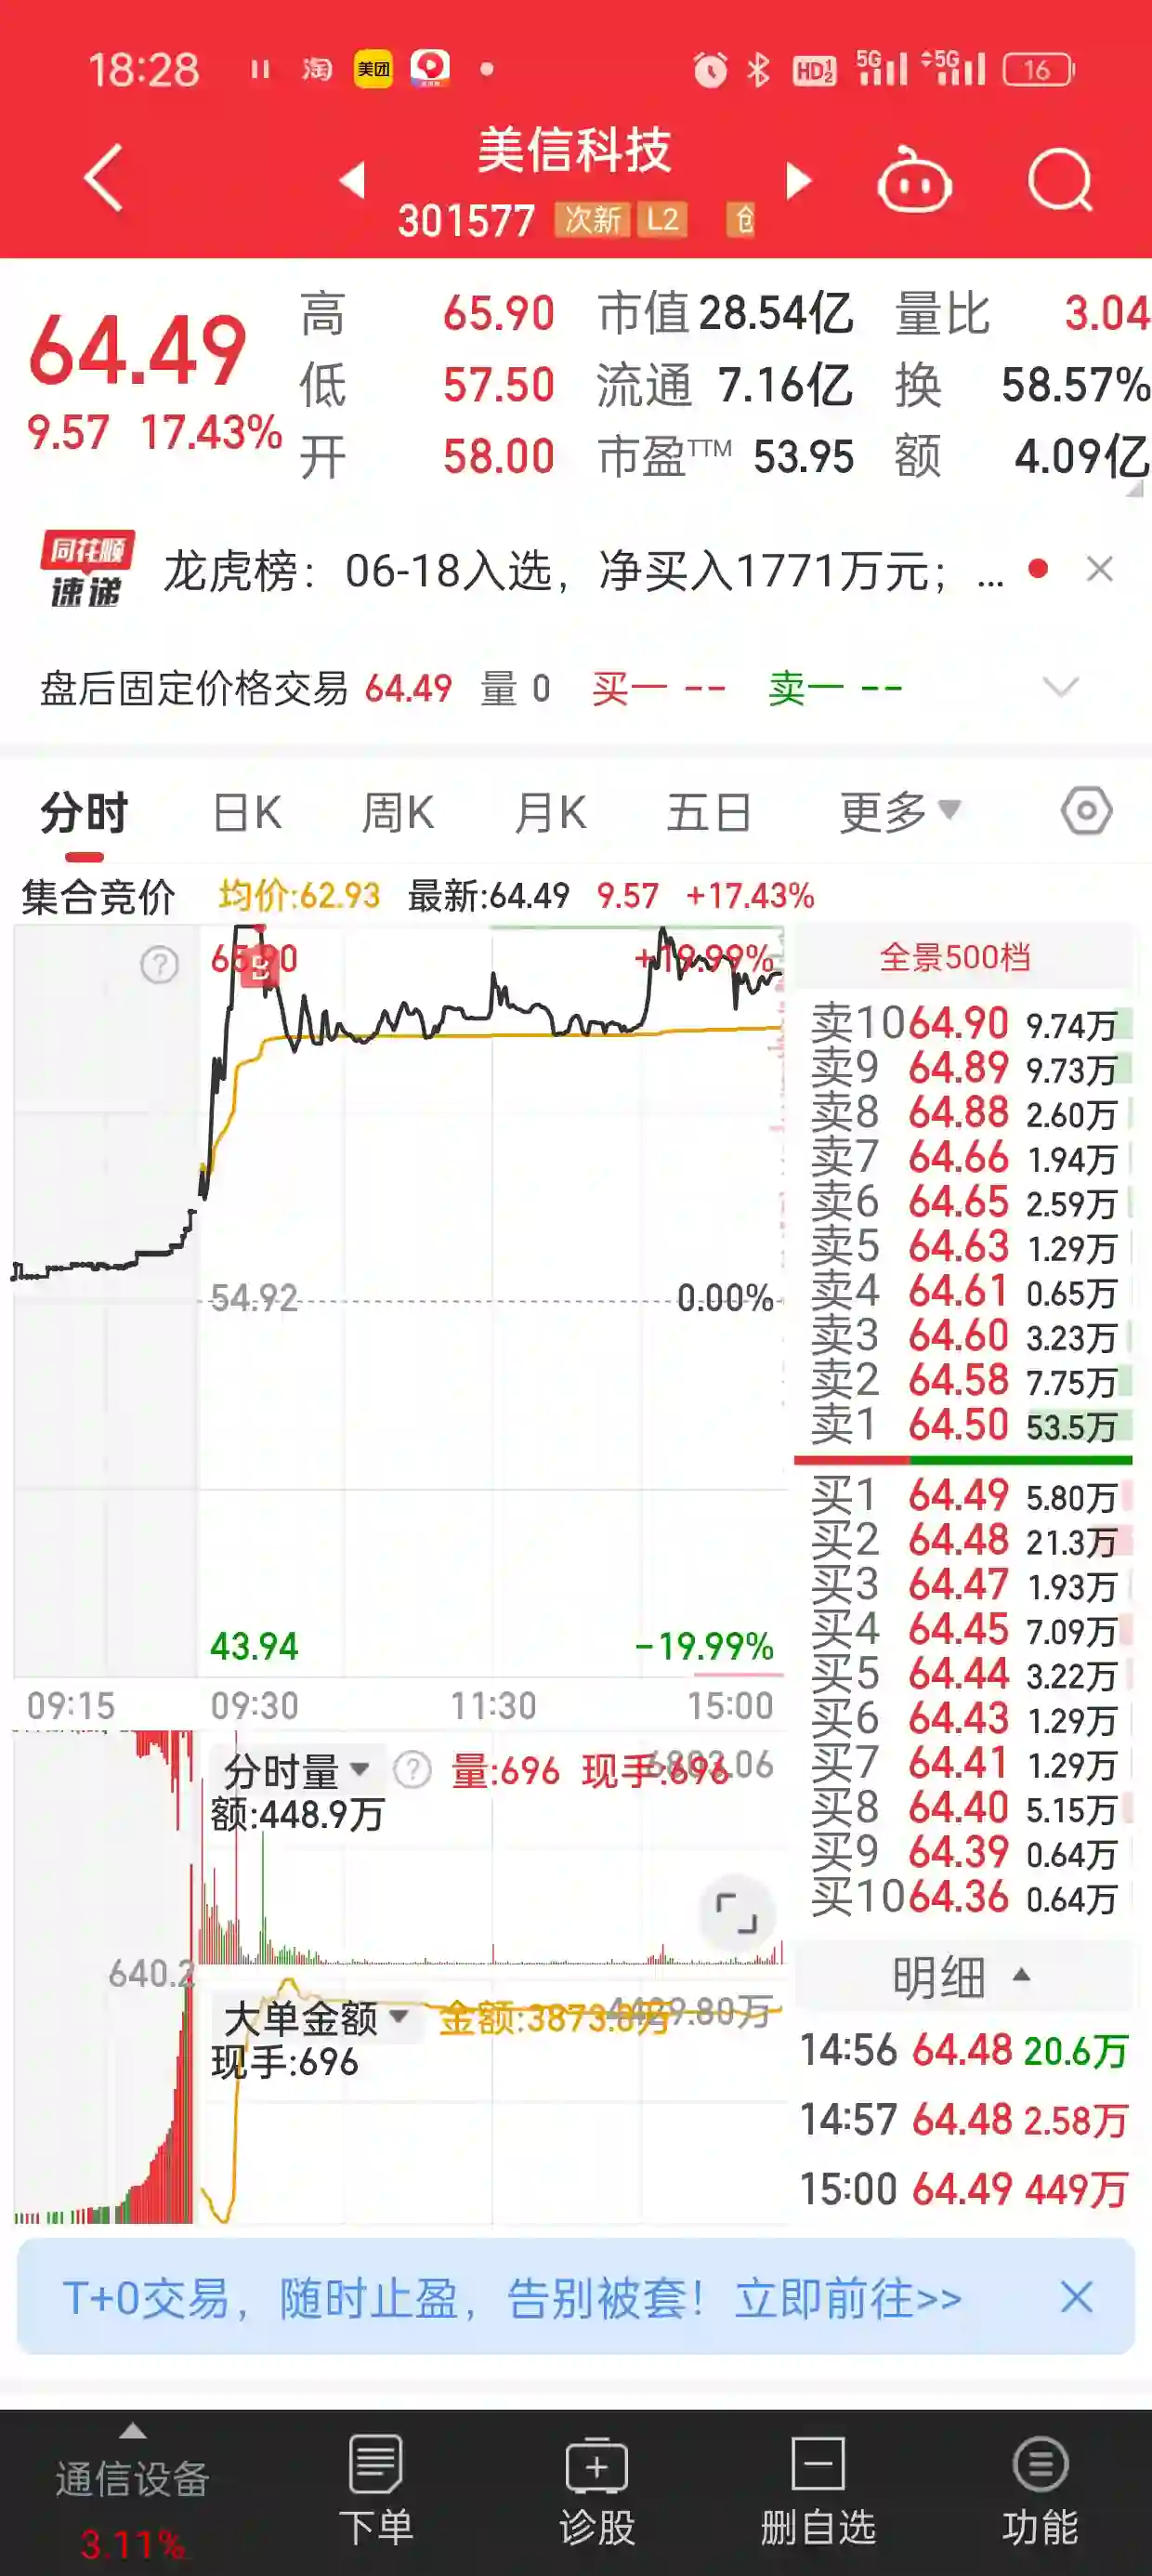 18:28 淘 美团 HD 1 2 5G 5G 16
美信科技
301577 次新 L2 创
64.49
9.57 17.43%
高 65.90 市值 28.54亿 量比 3.04
低 57.50 流通 7.16亿 换 58.57%
开 58.00 市盈TTM 53.95 额 4.09亿
同花顺
速递
龙虎榜：06-18入选，净买入1771万元；...
盘后固定价格交易 64.49 量 0 买一 -- 卖一 --
分时 日K 周K 月K 五日 更多
集合竞价 均价:62.93 最新:64.49 9.57 +17.43%
65.90 B +19.99%
54.92 0.00%
43.94 -19.99%
09:15 09:30 11:30 15:00
全景500档
卖10 64.90 9.74万
卖9 64.89 9.73万
卖8 64.88 2.60万
卖7 64.66 1.94万
卖6 64.65 2.59万
卖5 64.63 1.29万
卖4 64.61 0.65万
卖3 64.60 3.23万
卖2 64.58 7.75万
卖1 64.50 53.5万
买1 64.49 5.80万
买2 64.48 21.3万
买3 64.47 1.93万
买4 64.45 7.09万
买5 64.44 3.22万
买6 64.43 1.29万
买7 64.41 1.29万
买8 64.40 5.15万
买9 64.39 0.64万
买10 64.36 0.64万
分时量 量:696 现手:696 6803.06
额:448.9万
640.2
大单金额 金额:3873.8万 4429.80万
现手:696
明细
14:56 64.48 20.6万
14:57 64.48 2.58万
15:00 64.49 449万
T+0交易，随时止盈，告别被套！立即前往>>
通信设备
3.11%
下单 诊股 删自选 功能